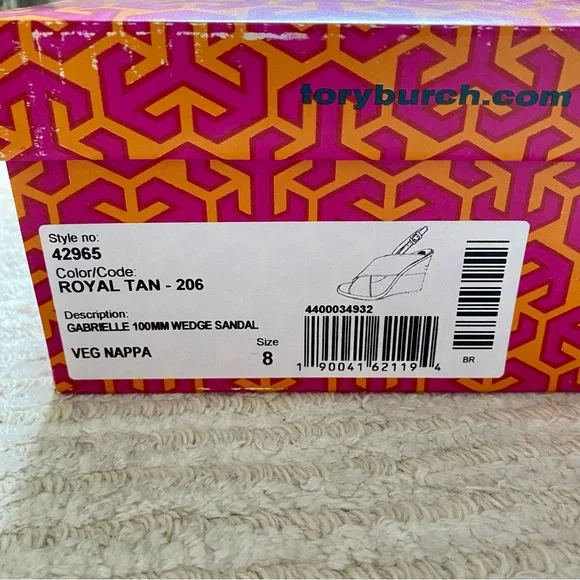 toryburch.com
Style no:
42965
Color/Code:
ROYAL TAN - 206
Description:
GABRIELLE 100MM WEDGE SANDAL
VEG NAPPA
Size
8
4400034932
1 90041 62119 4
BR